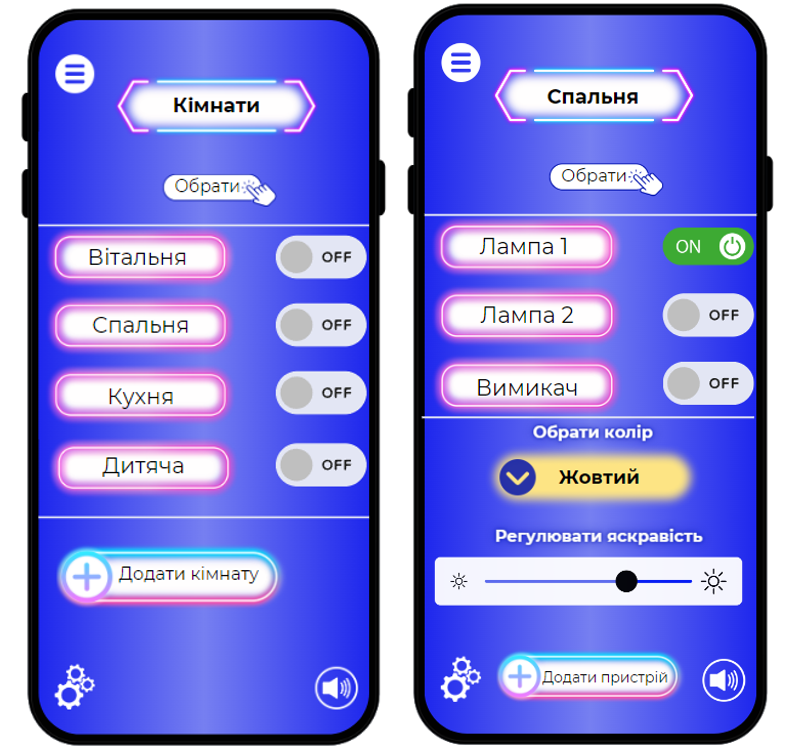 Кімнати
Обрати
Вітальня
OFF
Спальня
OFF
Кухня
OFF
Дитяча
OFF
Додати кімнату
Спальня
Обрати
Лампа 1
ON
Лампа 2
OFF
Вимикач
OFF
Обрати колір
Жовтий
Регулювати яскравість
Додати пристрій